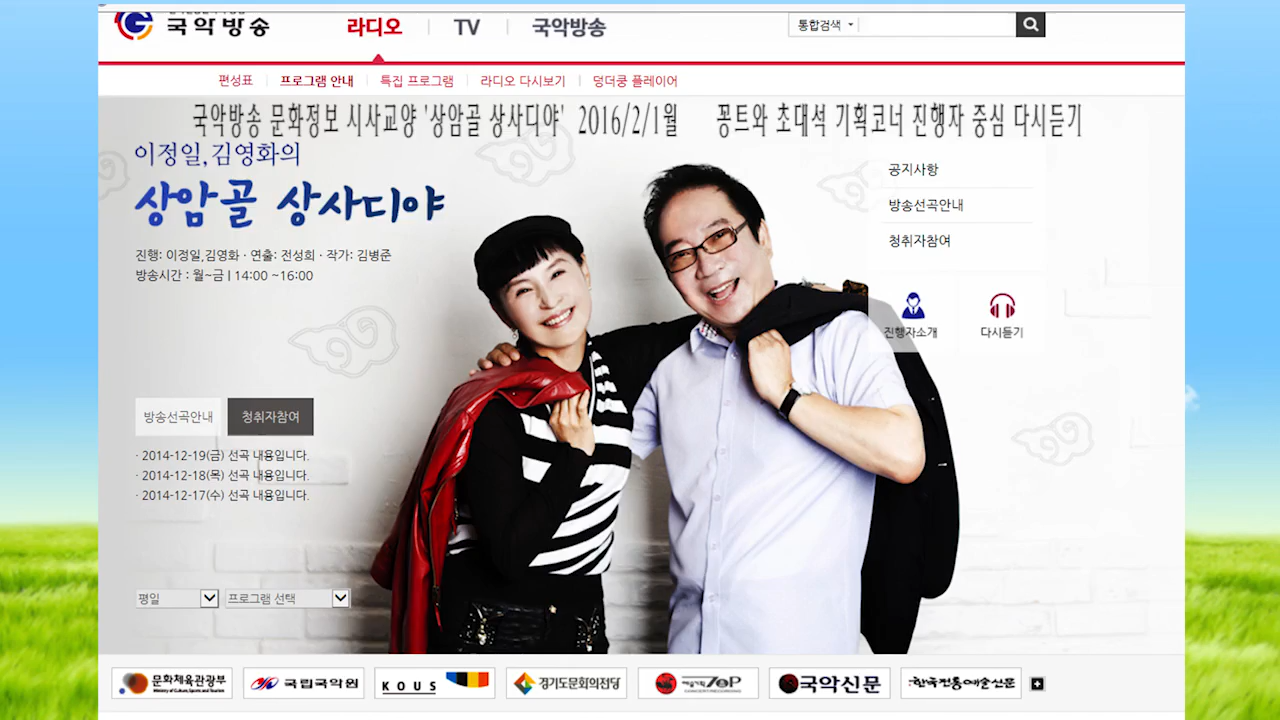 국악방송
라디오
TV
국악방송
통합검색
편성표
프로그램 안내
특집 프로그램
라디오 다시보기
덩더쿵 플레이어
국악방송 문화정보 시사교양 '상암골 상사디야' 2016/2/1월 꽁트와 초대석 기획코너 진행자 중심 다시듣기
이정일,김영화의
상암골 상사디야
진행: 이정일,김영화 · 연출: 전성희 · 작가: 김병준
방송시간 : 월~금 | 14:00 ~16:00
공지사항
방송선곡안내
청취자참여
진행자소개
다시듣기
방송선곡안내
청취자참여
· 2014-12-19(금) 선곡 내용입니다.
· 2014-12-18(목) 선곡 내용입니다.
· 2014-12-17(수) 선곡 내용입니다.
평일
프로그램 선택
문화체육관광부
Ministry of Culture, Sports and Tourism
국립국악원
KOUS
경기도문화의전당
예술기획 TOP
국악신문
한국전통예술신문